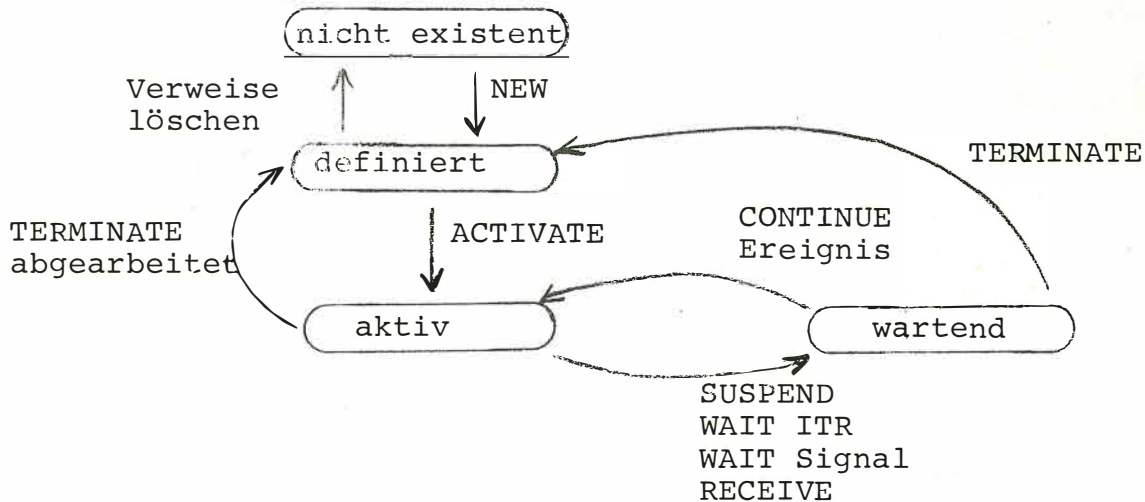 nicht existent
Verweise
löschen
NEW
definiert
TERMINATE
TERMINATE
abgearbeitet
ACTIVATE
CONTINUE
Ereignis
aktiv
wartend
SUSPEND
WAIT ITR
WAIT Signal
RECEIVE